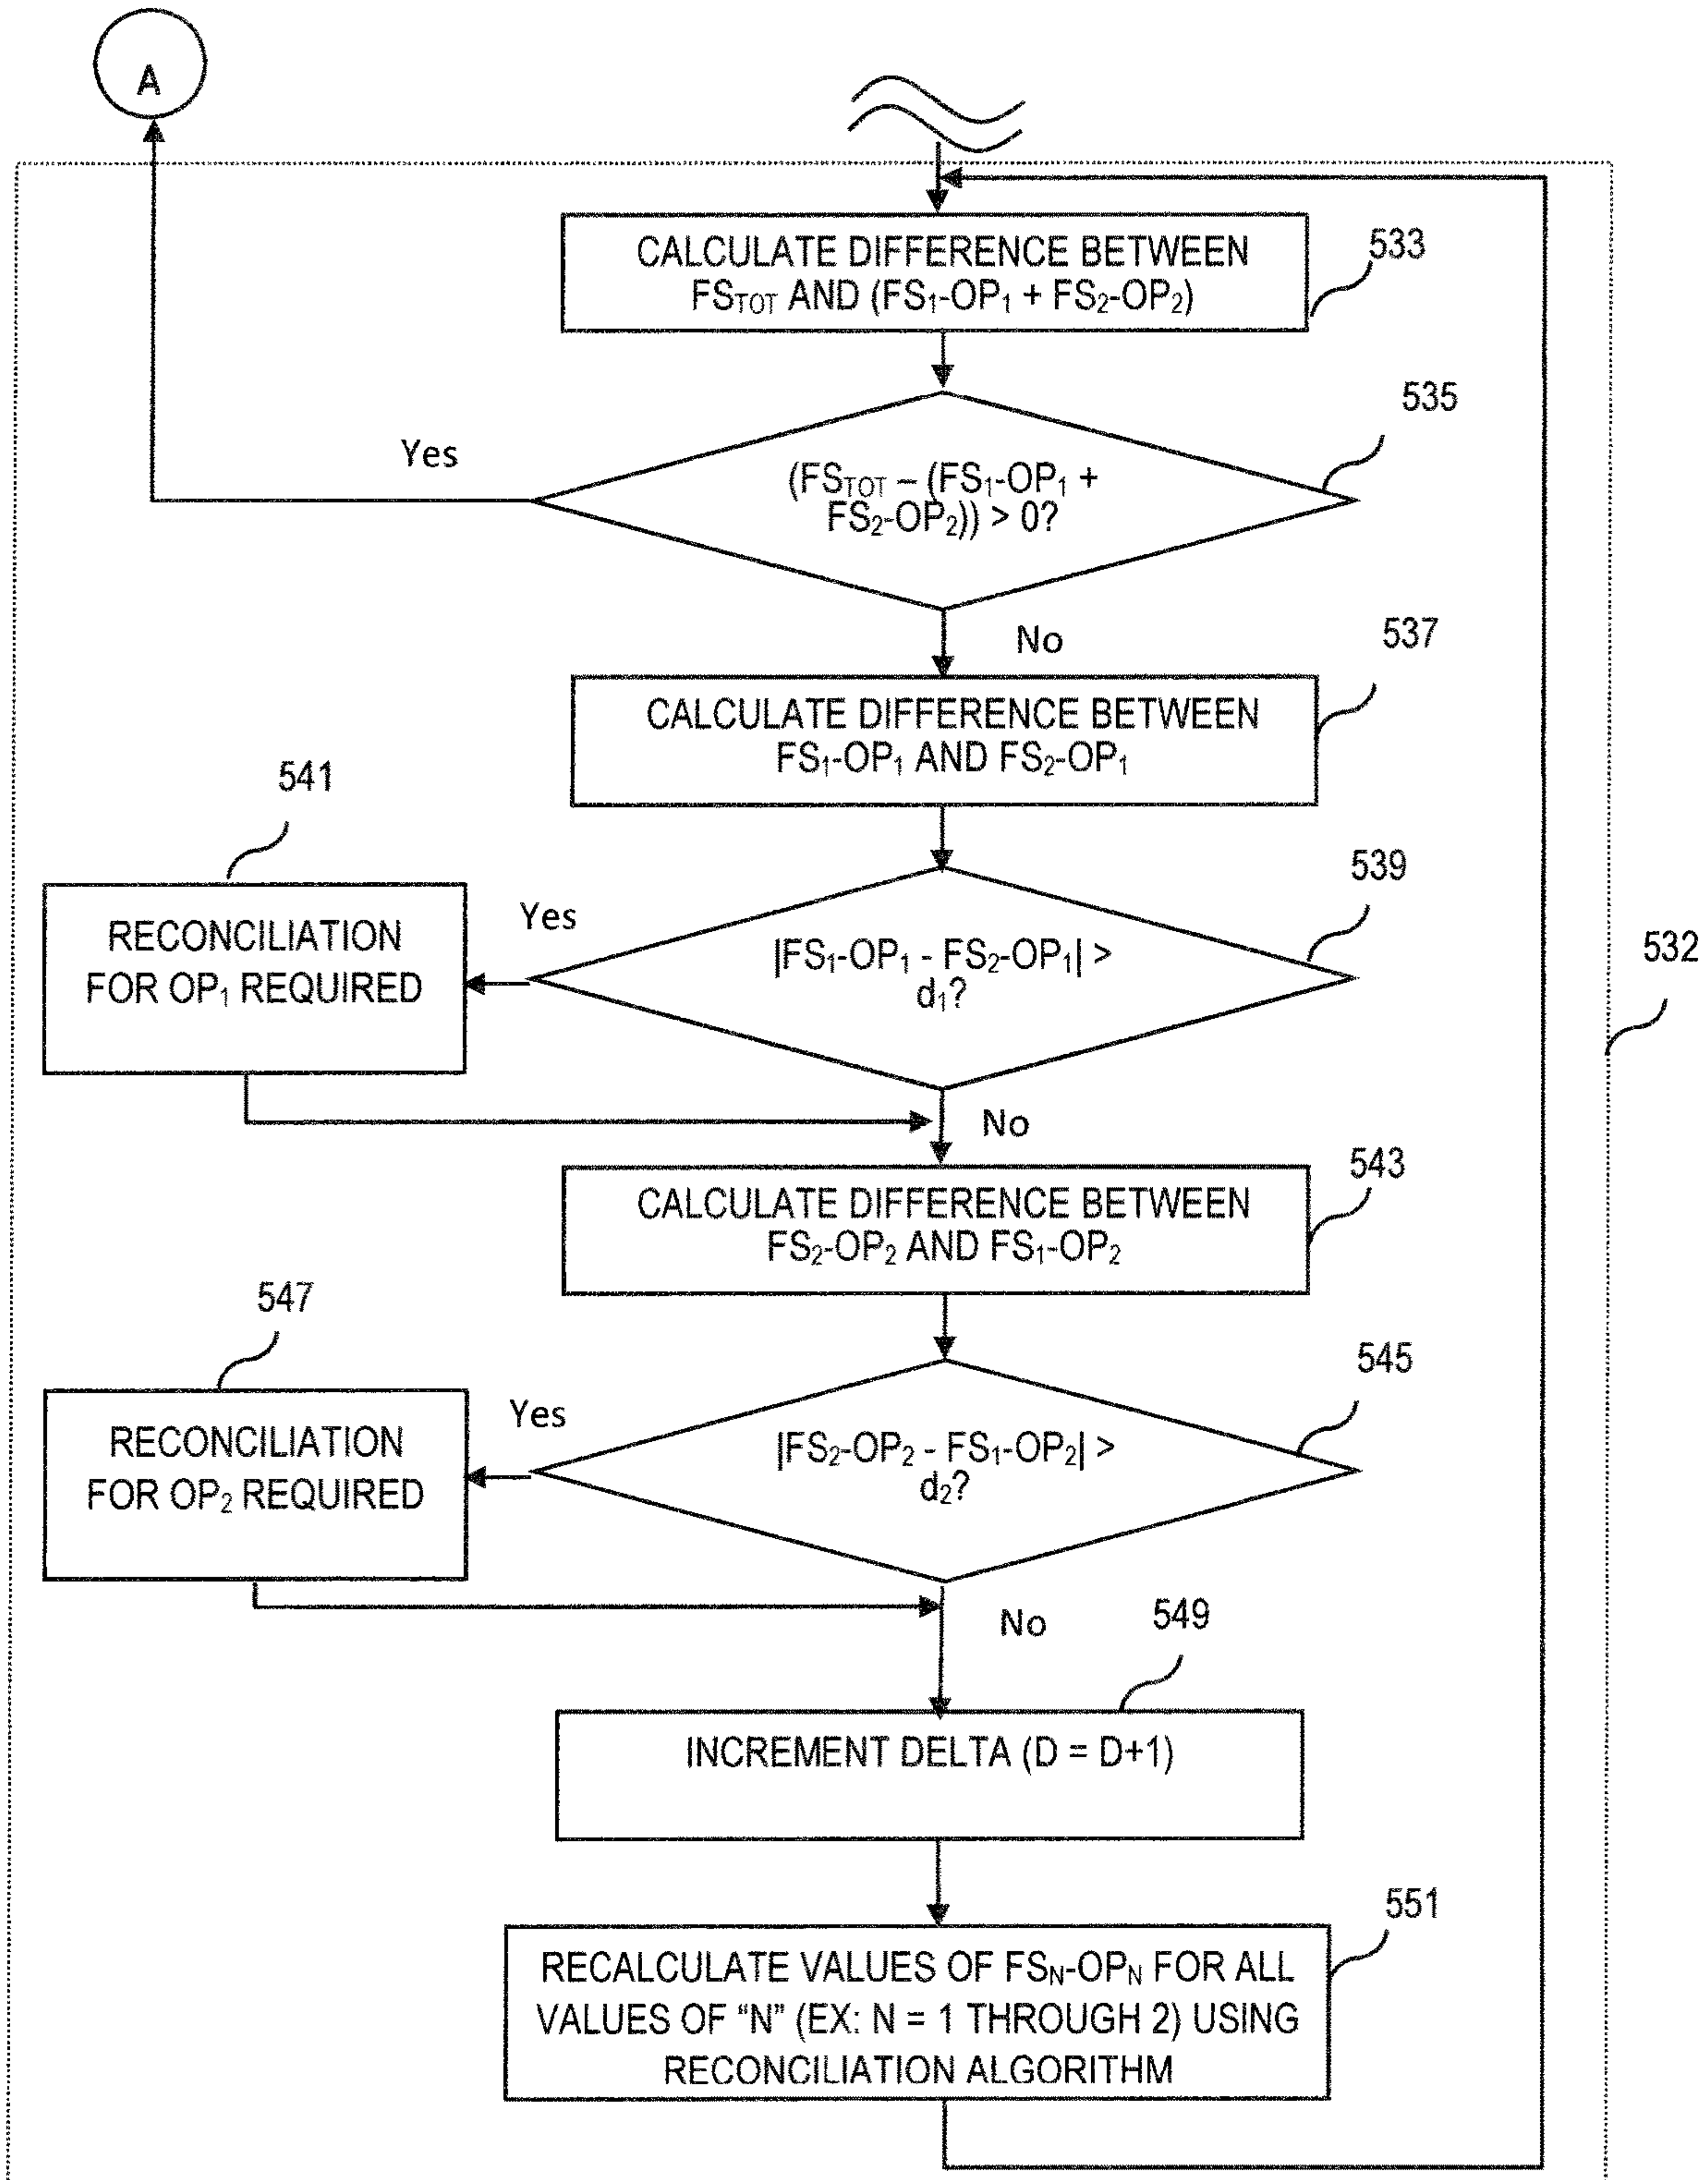 A
CALCULATE DIFFERENCE BETWEEN
FS_TOT AND (FS₁-OP₁ + FS₂-OP₂)
533
535
Yes
(FS_TOT – (FS₁-OP₁ +
FS₂-OP₂)) > 0?
No
537
CALCULATE DIFFERENCE BETWEEN
FS₁-OP₁ AND FS₂-OP₁
541
539
Yes
RECONCILIATION
FOR OP₁ REQUIRED
|FS₁-OP₁ - FS₂-OP₁| >
d₁?
532
No
543
CALCULATE DIFFERENCE BETWEEN
FS₂-OP₂ AND FS₁-OP₂
547
545
Yes
RECONCILIATION
FOR OP₂ REQUIRED
|FS₂-OP₂ - FS₁-OP₂| >
d₂?
No
549
INCREMENT DELTA (D = D+1)
551
RECALCULATE VALUES OF FS_N-OP_N FOR ALL
VALUES OF “N” (EX: N = 1 THROUGH 2) USING
RECONCILIATION ALGORITHM